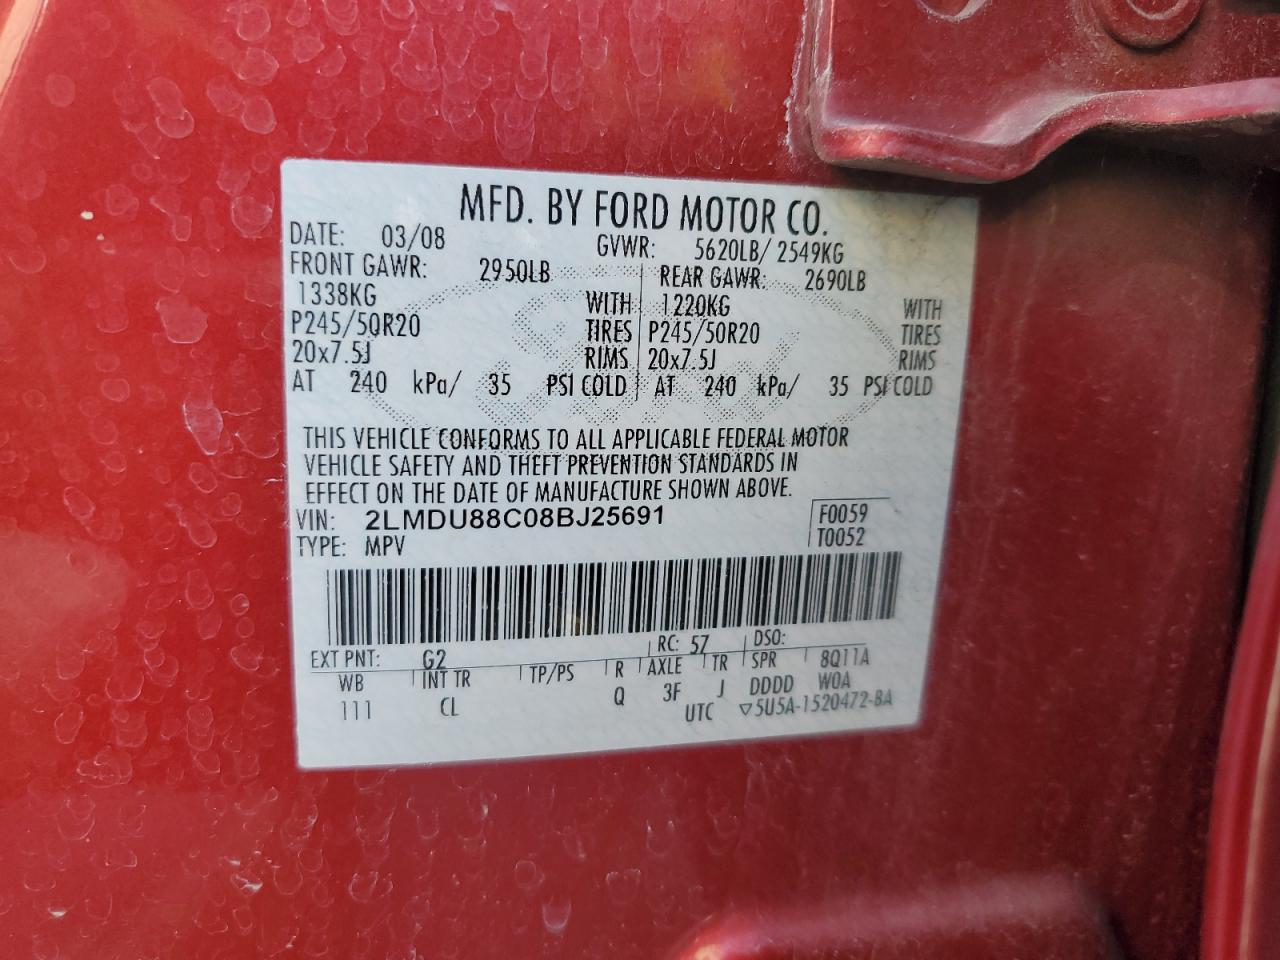 MFD. BY FORD MOTOR CO.
DATE: 03/08 GVWR: 5620LB/ 2549KG
FRONT GAWR: 2950LB REAR GAWR: 2690LB
1338KG WITH 1220KG WITH
P245/50R20 TIRES P245/50R20 TIRES
20x7.5J RIMS 20x7.5J RIMS
AT 240 kPa/ 35 PSI COLD AT 240 kPa/ 35 PSI COLD
THIS VEHICLE CONFORMS TO ALL APPLICABLE FEDERAL MOTOR
VEHICLE SAFETY AND THEFT PREVENTION STANDARDS IN
EFFECT ON THE DATE OF MANUFACTURE SHOWN ABOVE.
VIN: 2LMDU88C08BJ25691 F0059
TYPE: MPV T0052
EXT PNT: G2 RC: 57 DSO:
WB INT TR TP/PS R AXLE TR SPR 8Q11A
111 CL Q 3F J DDDD W0A
UTC ▽5U5A-1520472-BA